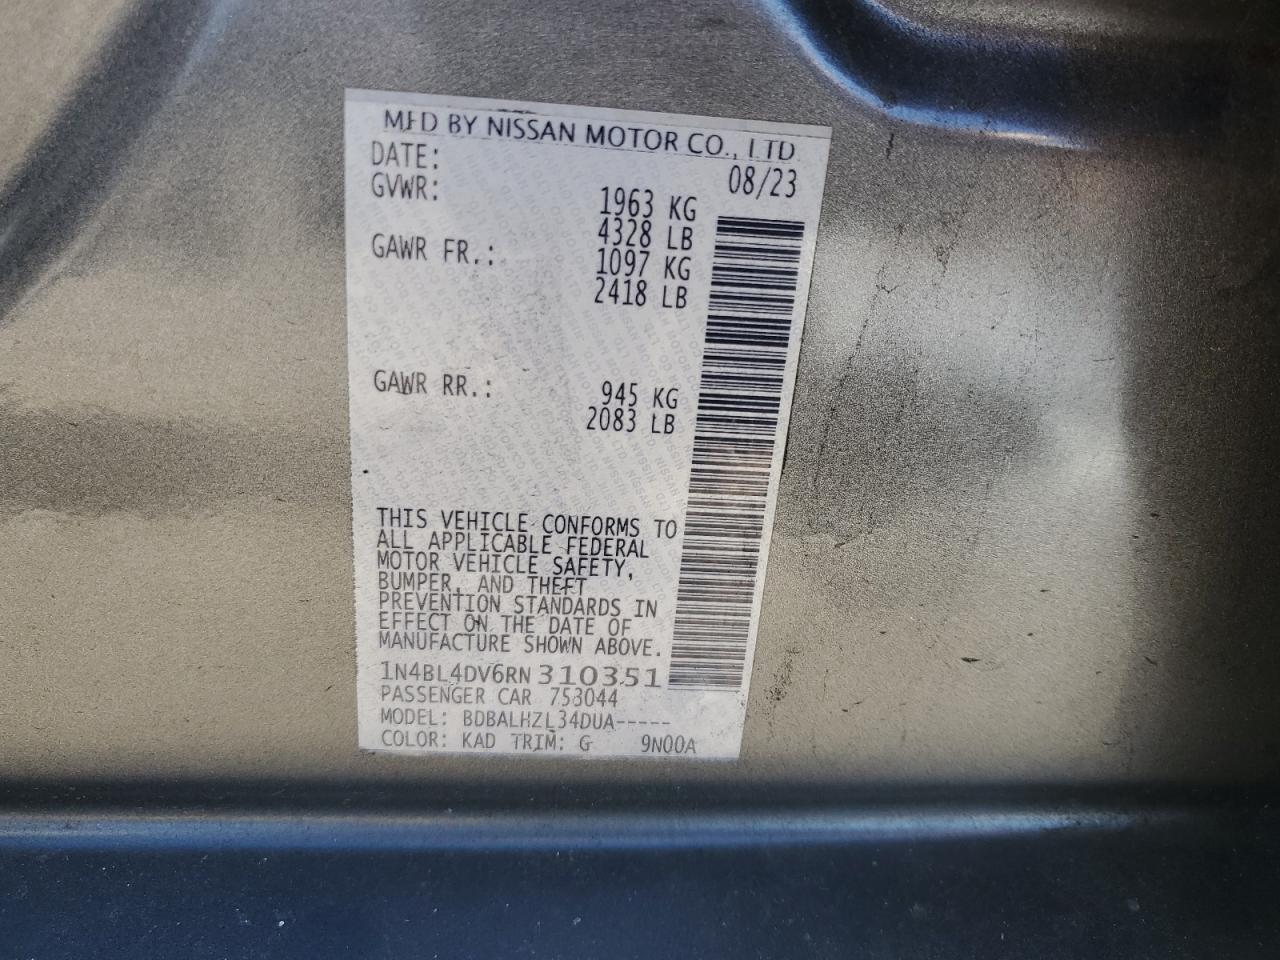 MFD BY NISSAN MOTOR CO., LTD.
DATE: 08/23
GVWR: 1963 KG
4328 LB
GAWR FR.: 1097 KG
2418 LB
GAWR RR.: 945 KG
2083 LB
THIS VEHICLE CONFORMS TO
ALL APPLICABLE FEDERAL
MOTOR VEHICLE SAFETY,
BUMPER, AND THEFT
PREVENTION STANDARDS IN
EFFECT ON THE DATE OF
MANUFACTURE SHOWN ABOVE.
1N4BL4DV6RN310351
PASSENGER CAR 753044
MODEL: BDBALHZL34DUA-----
COLOR: KAD TRIM: G 9N00A